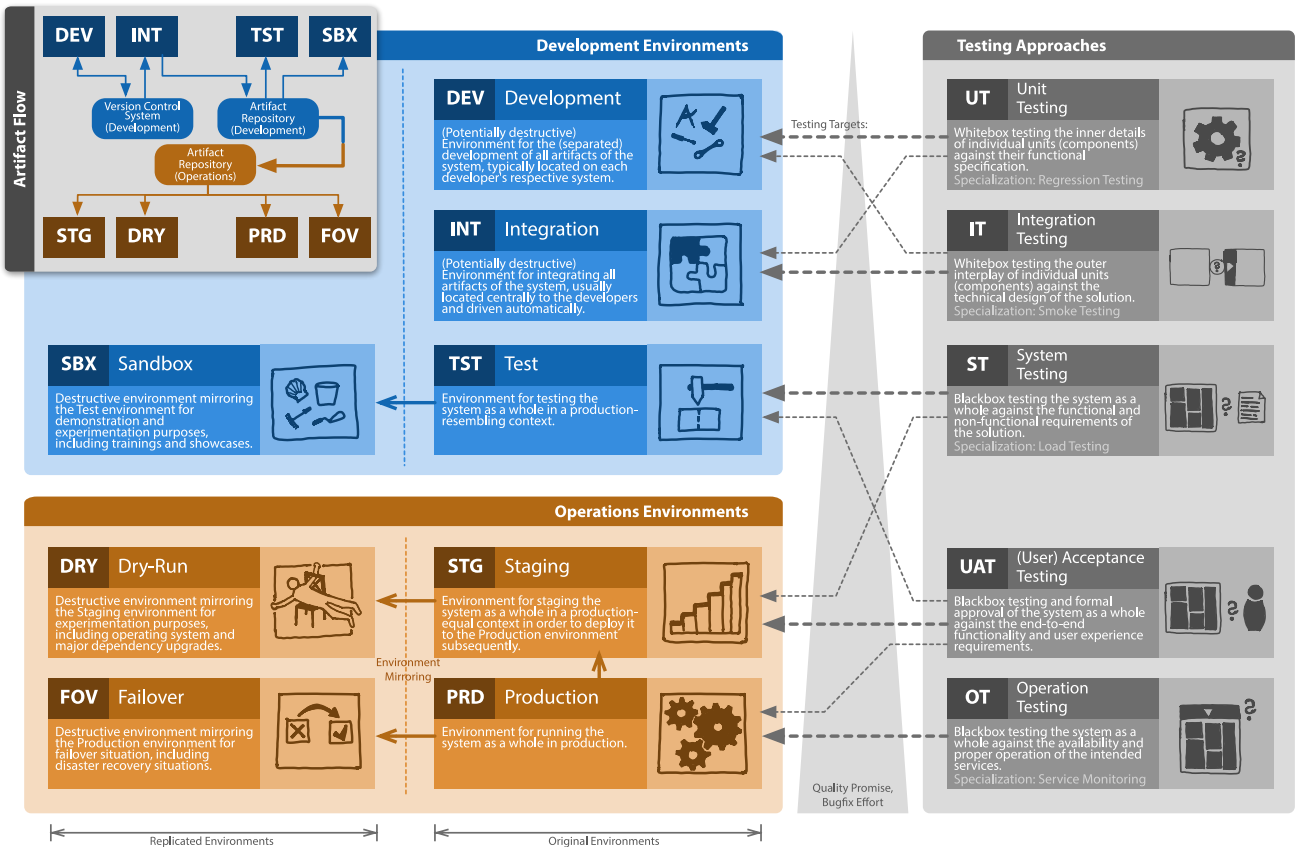 Artifact Flow
DEV INT TST SBX
Version Control
System
(Development)
Artifact
Repository
(Development)
Artifact
Repository
(Operations)
STG DRY PRD FOV
Development Environments
DEV Development
(Potentially destructive)
Environment for the (separated)
development of all artifacts of the
system, typically located on each
developer's respective system.
INT Integration
(Potentially destructive)
Environment for integrating all
artifacts of the system, usually
located centrally to the developers
and driven automatically.
SBX Sandbox
Destructive environment mirroring
the Test environment for
demonstration and
experimentation purposes,
including trainings and showcases.
TST Test
Environment for testing the
system as a whole in a production-
resembling context.
Operations Environments
DRY Dry-Run
Destructive environment mirroring
the Staging environment for
experimentation purposes,
including operating system and
major dependency upgrades.
STG Staging
Environment for staging the
system as a whole in a production-
equal context in order to deploy it
to the Production environment
subsequently.
Environment
Mirroring
FOV Failover
Destructive environment mirroring
the Production environment for
failover situation, including
disaster recovery situations.
PRD Production
Environment for running the
system as a whole in production.
Replicated Environments
Original Environments
Testing Targets:
Quality Promise,
Bugfix Effort
Testing Approaches
UT Unit
Testing
Whitebox testing the inner details
of individual units (components)
against their functional
specification.
Specialization: Regression Testing
IT Integration
Testing
Whitebox testing the outer
interplay of individual units
(components) against the
technical design of the solution.
Specialization: Smoke Testing
ST System
Testing
Blackbox testing the system as a
whole against the functional and
non-functional requirements of
the solution.
Specialization: Load Testing
UAT (User) Acceptance
Testing
Blackbox testing and formal
approval of the system as a whole
against the end-to-end
functionality and user experience
requirements.
OT Operation
Testing
Blackbox testing the system as a
whole against the availability and
proper operation of the intended
services.
Specialization: Service Monitoring